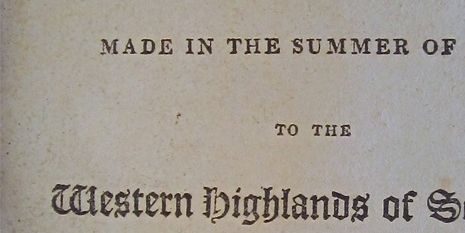 MADE IN THE SUMMER OF
TO THE
Western Highlands of